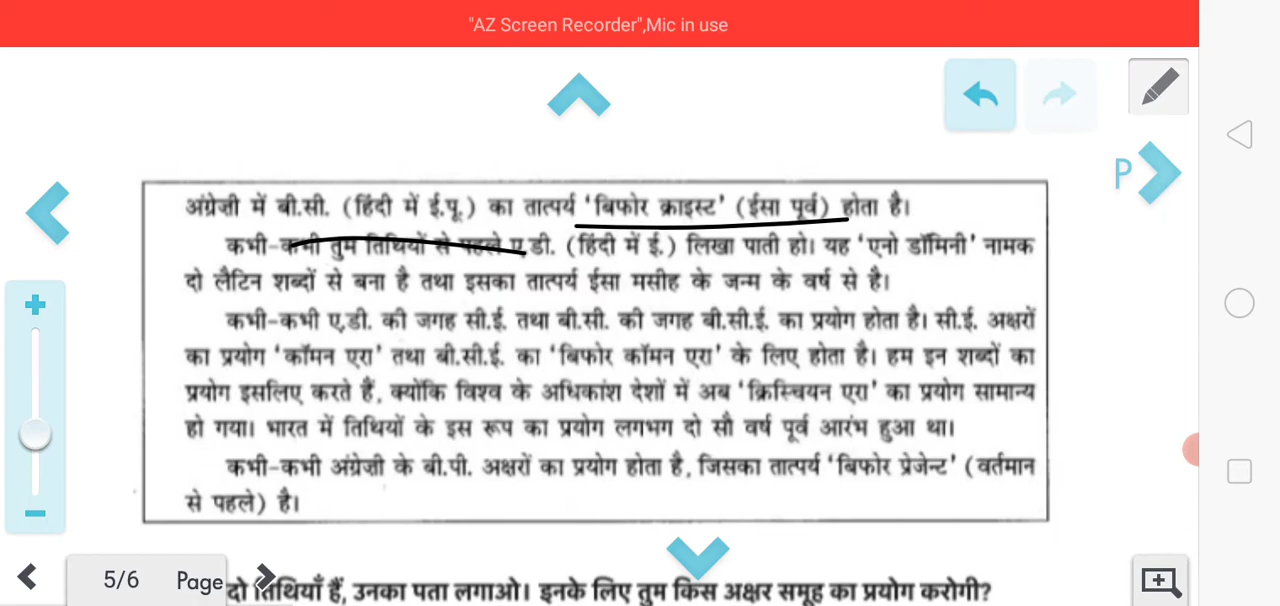 "AZ Screen Recorder",Mic in use
P
अंग्रेज़ी में बी.सी. (हिंदी में ई.पू.) का तात्पर्य ‘बिफोर क्राइस्ट’ (ईसा पूर्व) होता है।
कभी-कभी तुम तिथियों से पहले ए.डी. (हिंदी में ई.) लिखा पाती हो। यह ‘एनो डॉमिनी’ नामक
दो लैटिन शब्दों से बना है तथा इसका तात्पर्य ईसा मसीह के जन्म के वर्ष से है।
कभी-कभी ए.डी. की जगह सी.ई. तथा बी.सी. की जगह बी.सी.ई. का प्रयोग होता है। सी.ई. अक्षरों
का प्रयोग ‘कॉमन एरा’ तथा बी.सी.ई. का ‘बिफोर कॉमन एरा’ के लिए होता है। हम इन शब्दों का
प्रयोग इसलिए करते हैं, क्योंकि विश्व के अधिकांश देशों में अब ‘क्रिस्चियन एरा’ का प्रयोग सामान्य
हो गया। भारत में तिथियों के इस रूप का प्रयोग लगभग दो सौ वर्ष पूर्व आरंभ हुआ था।
कभी-कभी अंग्रेज़ी के बी.पी. अक्षरों का प्रयोग होता है, जिसका तात्पर्य ‘बिफोर प्रेजेन्ट’ (वर्तमान
से पहले) है।
5/6 Page
दो तिथियाँ हैं, उनका पता लगाओ। इनके लिए तुम किस अक्षर समूह का प्रयोग करोगी?